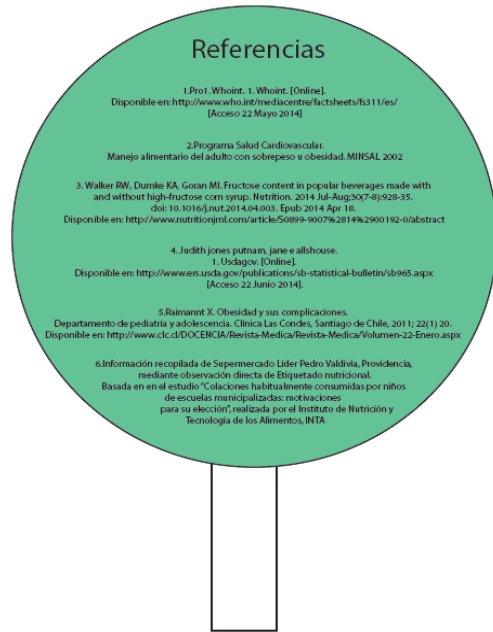 Referencias
1.Pro1. Whoint. 1. Whoint. [Online].
Disponible en: http://www.who.int/mediacentre/factsheets/fs311/es/
[Acceso 22 Mayo 2014]
2.Programa Salud Cardiovascular.
Manejo alimentario del adulto con sobrepeso u obesidad. MINSAL 2002
3. Walker RW, Dumke KA, Goran MI. Fructose content in popular beverages made with
and without high-fructose corn syrup. Nutrition. 2014 Jul-Aug;30(7-8):928-35.
doi: 10.1016/j.nut.2014.04.003. Epub 2014 Apr 18.
Disponible en: http://www.nutritionjrnl.com/article/S0899-9007%2814%2900192-0/abstract
4. Judith jones putnam, jane e allshouse.
1. Usdagov. [Online].
Disponible en: http://www.ers.usda.gov/publications/sb-statistical-bulletin/sb965.aspx
[Acceso 22 Junio 2014].
5.Raimannt X. Obesidad y sus complicaciones.
Departamento de pediatría y adolescencia. Clínica Las Condes, Santiago de Chile, 2011; 22(1) 20.
Disponible en: http://www.clc.cl/DOCENCIA/Revista-Medica/Revista-Medica/Volumen-22-Enero.aspx
6.Información recopilada de Supermercado Líder Pedro Valdivia, Providencia,
mediante observación directa de Etiquetado nutricional.
Basada en en el estudio "Colaciones habitualmente consumidas por niños
de escuelas municipalizadas: motivaciones
para su elección", realizada por el Instituto de Nutrición y
Tecnología de los Alimentos, INTA